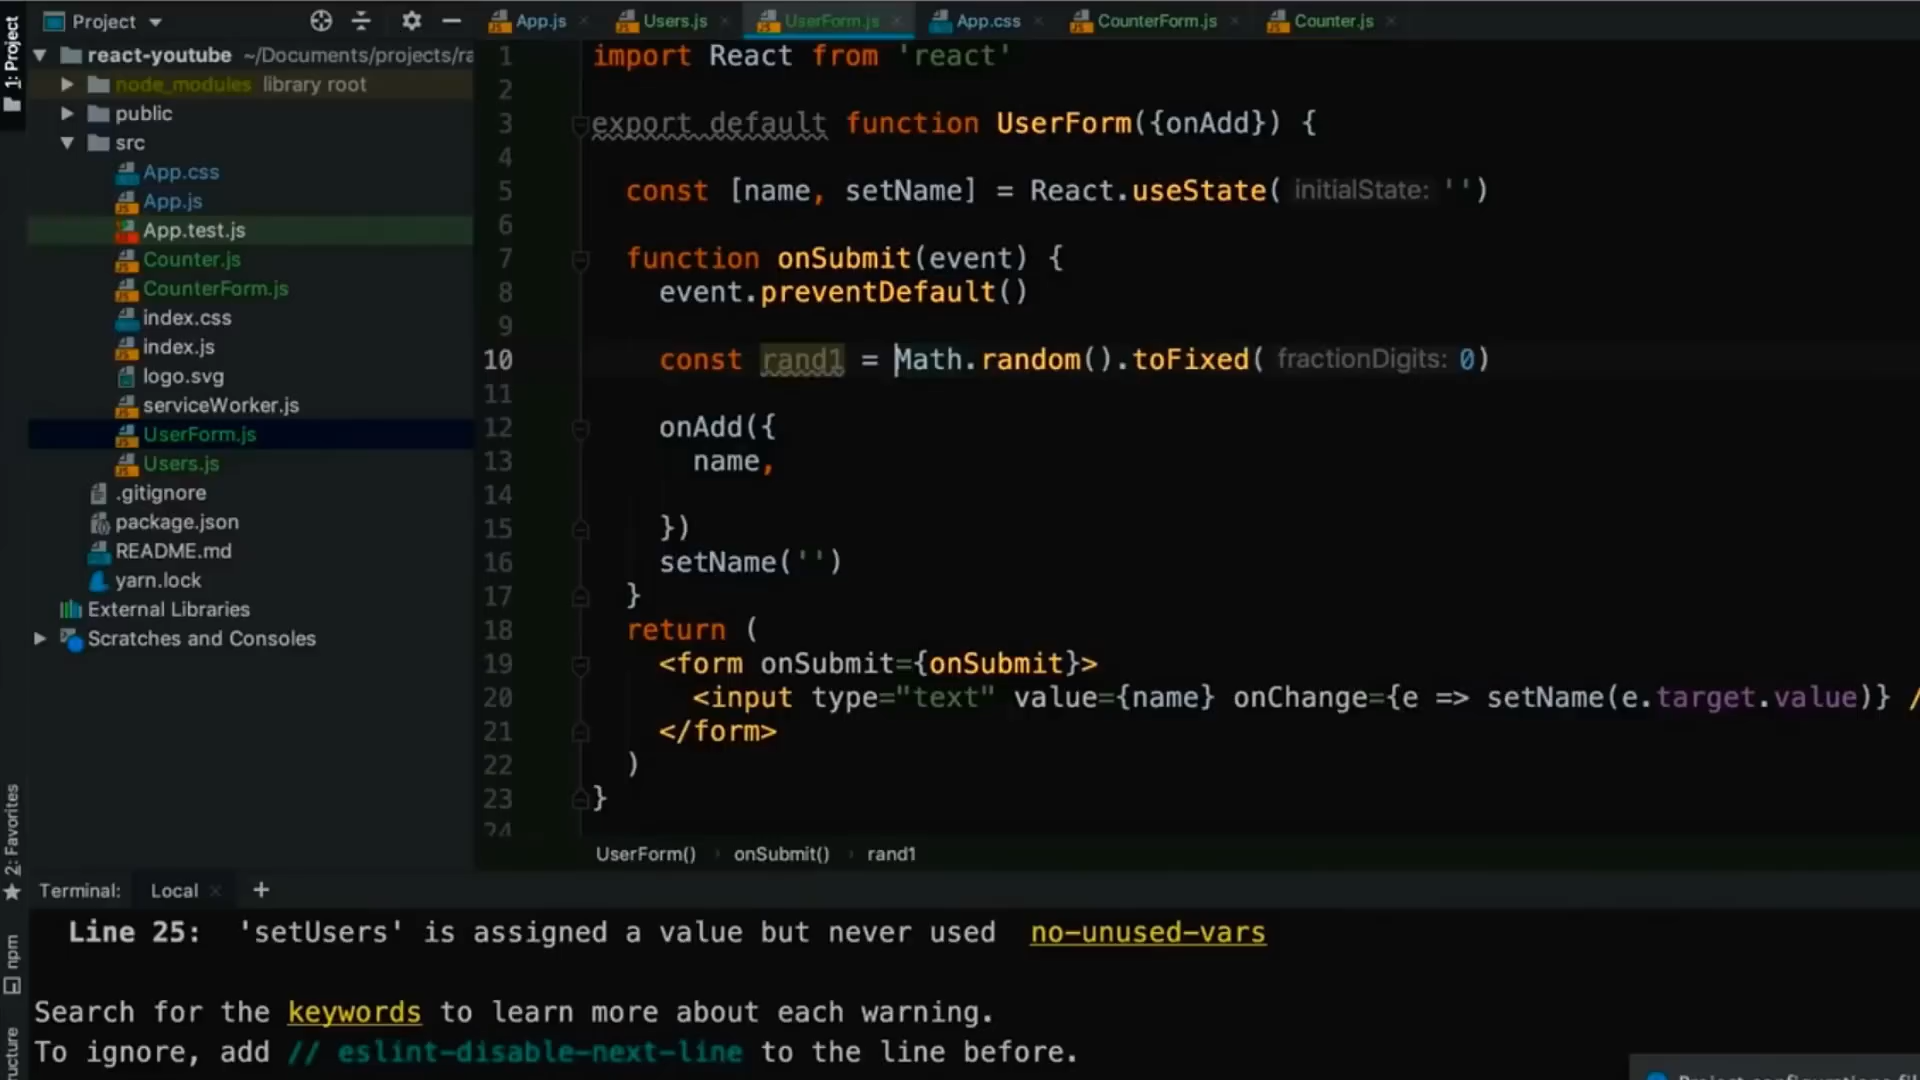 1: Project
Project
App.js
Users.js
UserForm.js
App.css
CounterForm.js
Counter.js
react-youtube ~/Documents/projects/ra
node_modules library root
public
src
App.css
App.js
App.test.js
Counter.js
CounterForm.js
index.css
index.js
logo.svg
serviceWorker.js
UserForm.js
Users.js
.gitignore
package.json
README.md
yarn.lock
External Libraries
Scratches and Consoles
1 import React from 'react'
2
3 export default function UserForm({onAdd}) {
4
5 const [name, setName] = React.useState( initialState: '')
6
7 function onSubmit(event) {
8 event.preventDefault()
9
10 const rand1 = Math.random().toFixed( fractionDigits: 0)
11
12 onAdd({
13 name,
14
15 })
16 setName('')
17 }
18 return (
19 <form onSubmit={onSubmit}>
20 <input type="text" value={name} onChange={e => setName(e.target.value)} /
21 </form>
22 )
23 }
24
UserForm() › onSubmit() › rand1
2: Favorites
npm
ructure
Terminal: Local × +
Line 25: 'setUsers' is assigned a value but never used no-unused-vars
Search for the keywords to learn more about each warning.
To ignore, add // eslint-disable-next-line to the line before.